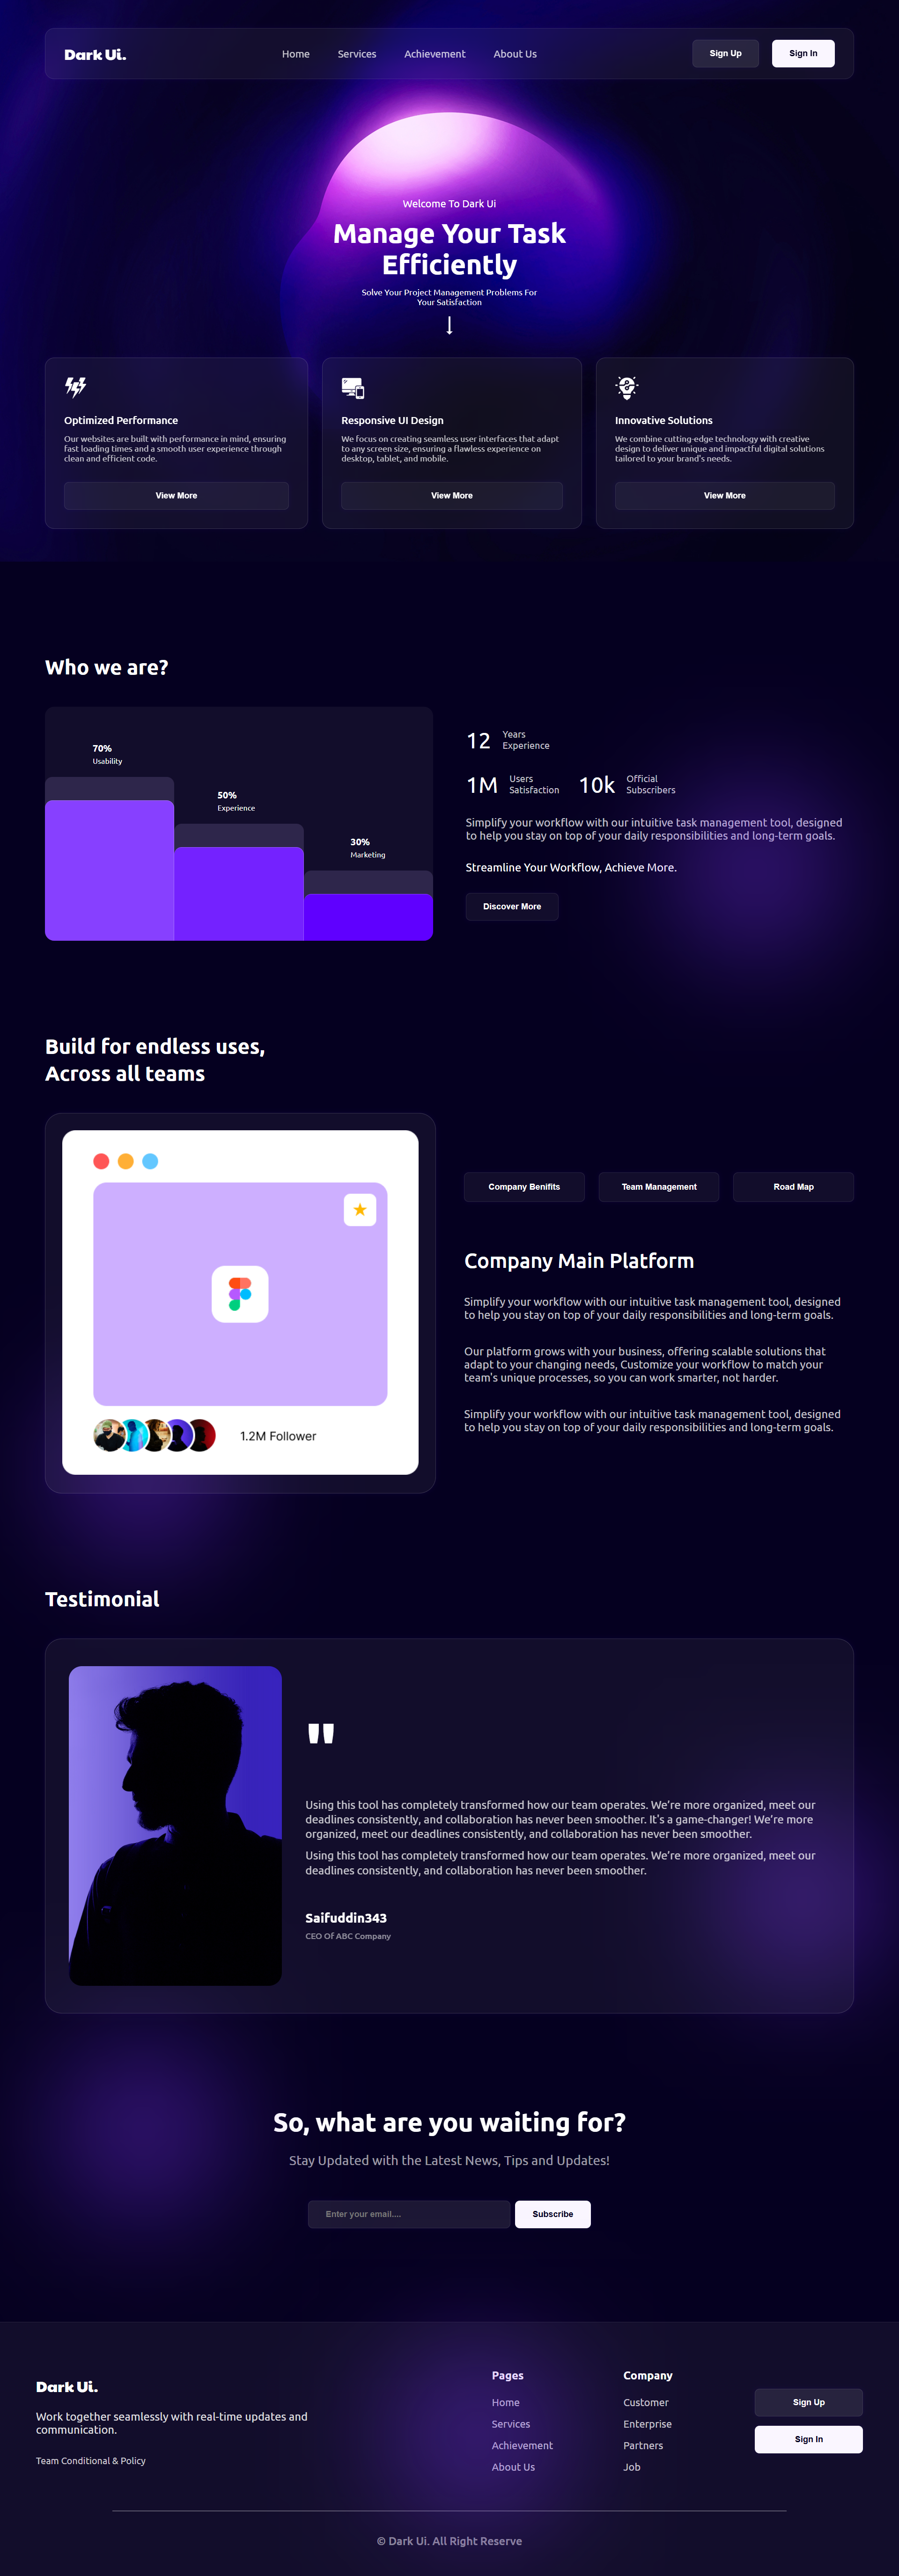 Dark Ui.
Home
Services
Achievement
About Us
Sign Up
Sign In
Welcome To Dark Ui
Manage Your Task
Efficiently
Solve Your Project Management Problems For
Your Satisfaction
Optimized Performance
Our websites are built with performance in mind, ensuring
fast loading times and a smooth user experience through
clean and efficient code.
View More
Responsive UI Design
We focus on creating seamless user interfaces that adapt
to any screen size, ensuring a flawless experience on
desktop, tablet, and mobile.
View More
Innovative Solutions
We combine cutting-edge technology with creative
design to deliver unique and impactful digital solutions
tailored to your brand's needs.
View More
Who we are?
70%
Usability
50%
Experience
30%
Marketing
12
Years
Experience
1M
Users
Satisfaction
10k
Official
Subscribers
Simplify your workflow with our intuitive task management tool, designed
to help you stay on top of your daily responsibilities and long-term goals.
Streamline Your Workflow, Achieve More.
Discover More
Build for endless uses,
Across all teams
1.2M Follower
Company Benifits
Team Management
Road Map
Company Main Platform
Simplify your workflow with our intuitive task management tool, designed
to help you stay on top of your daily responsibilities and long-term goals.
Our platform grows with your business, offering scalable solutions that
adapt to your changing needs, Customize your workflow to match your
team's unique processes, so you can work smarter, not harder.
Simplify your workflow with our intuitive task management tool, designed
to help you stay on top of your daily responsibilities and long-term goals.
Testimonial
"
Using this tool has completely transformed how our team operates. We're more organized, meet our
deadlines consistently, and collaboration has never been smoother. It's a game-changer! We're more
organized, meet our deadlines consistently, and collaboration has never been smoother.
Using this tool has completely transformed how our team operates. We're more organized, meet our
deadlines consistently, and collaboration has never been smoother.
Saifuddin343
CEO Of ABC Company
So, what are you waiting for?
Stay Updated with the Latest News, Tips and Updates!
Enter your email....
Subscribe
Dark Ui.
Work together seamlessly with real-time updates and
communication.
Team Conditional & Policy
Pages
Home
Services
Achievement
About Us
Company
Customer
Enterprise
Partners
Job
Sign Up
Sign In
© Dark Ui. All Right Reserve